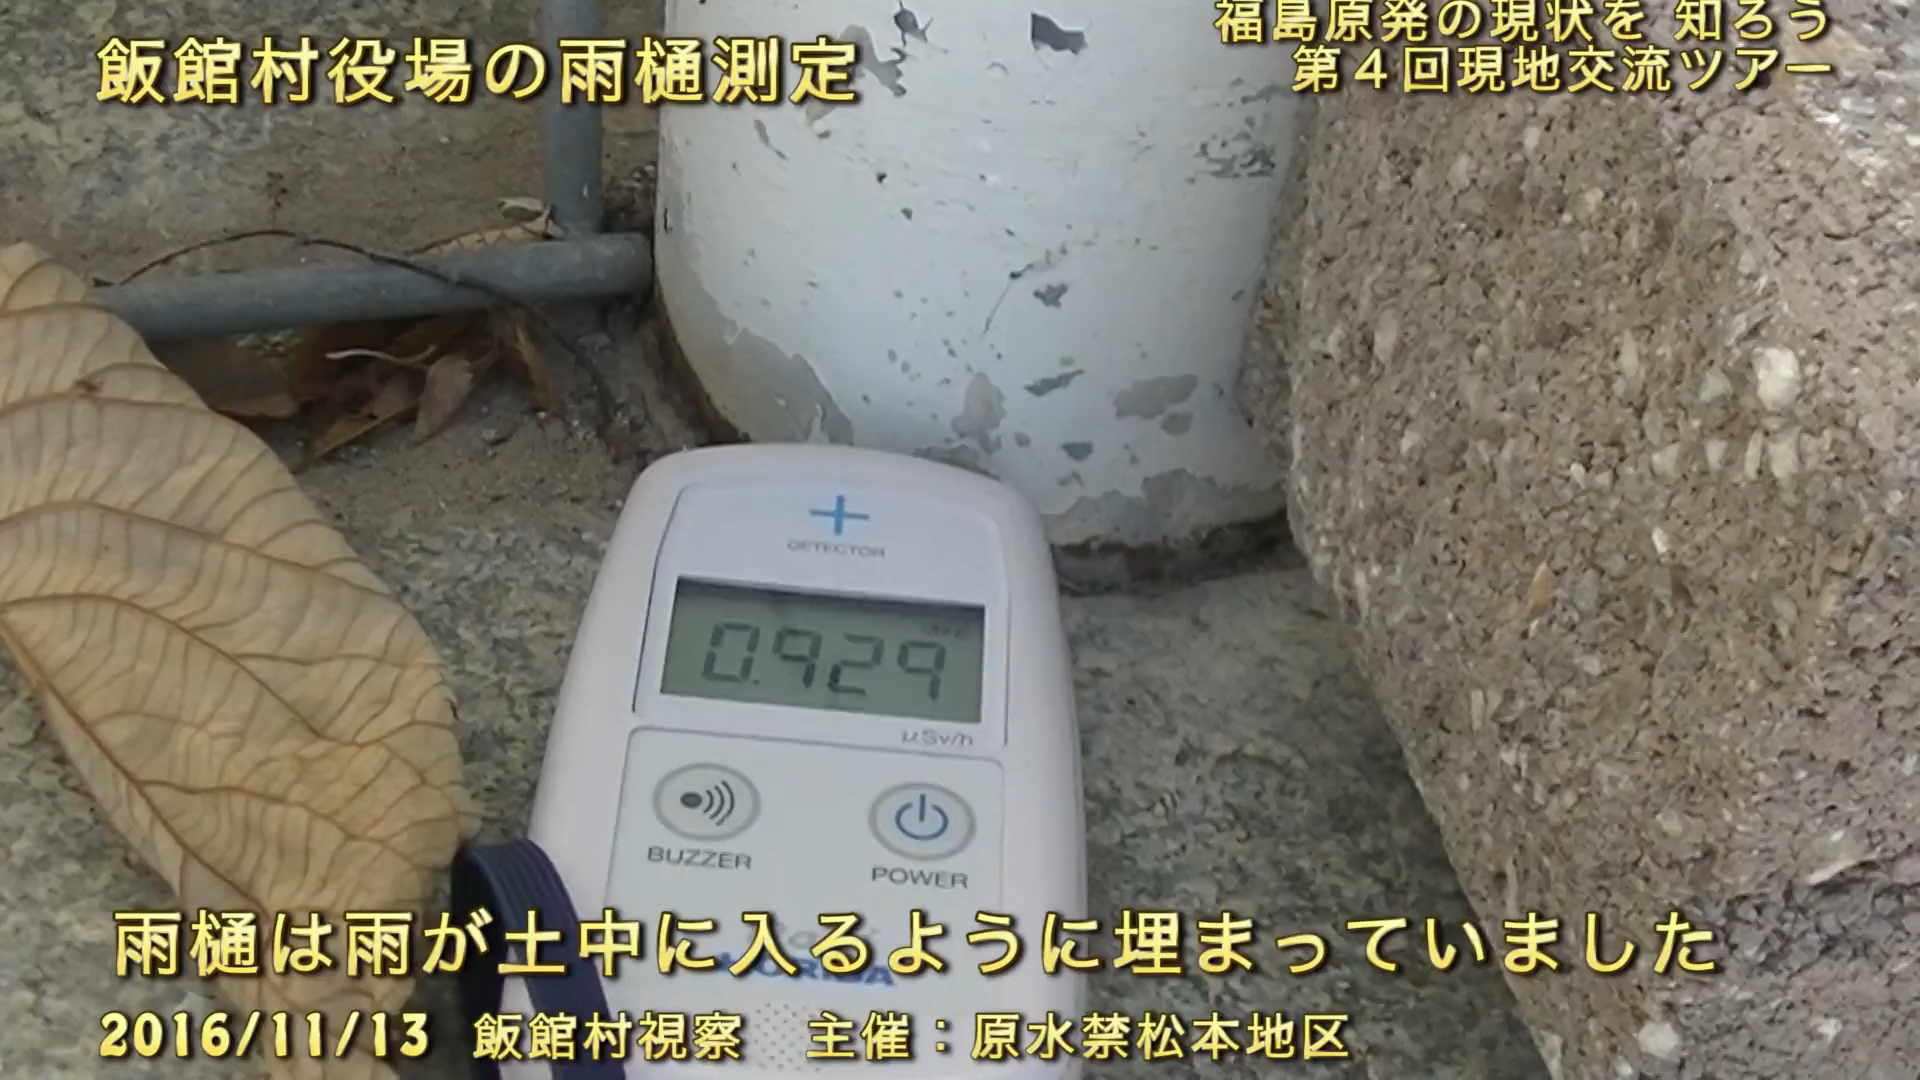 福島原発の現状を 知ろう
飯館村役場の雨樋測定
第4回現地交流ツアー
DETECTOR
0.929
μSv/h
BUZZER
POWER
雨樋は雨が土中に入るように埋まっていました
HORIBA
2016/11/13 飯館村視察 主催：原水禁松本地区